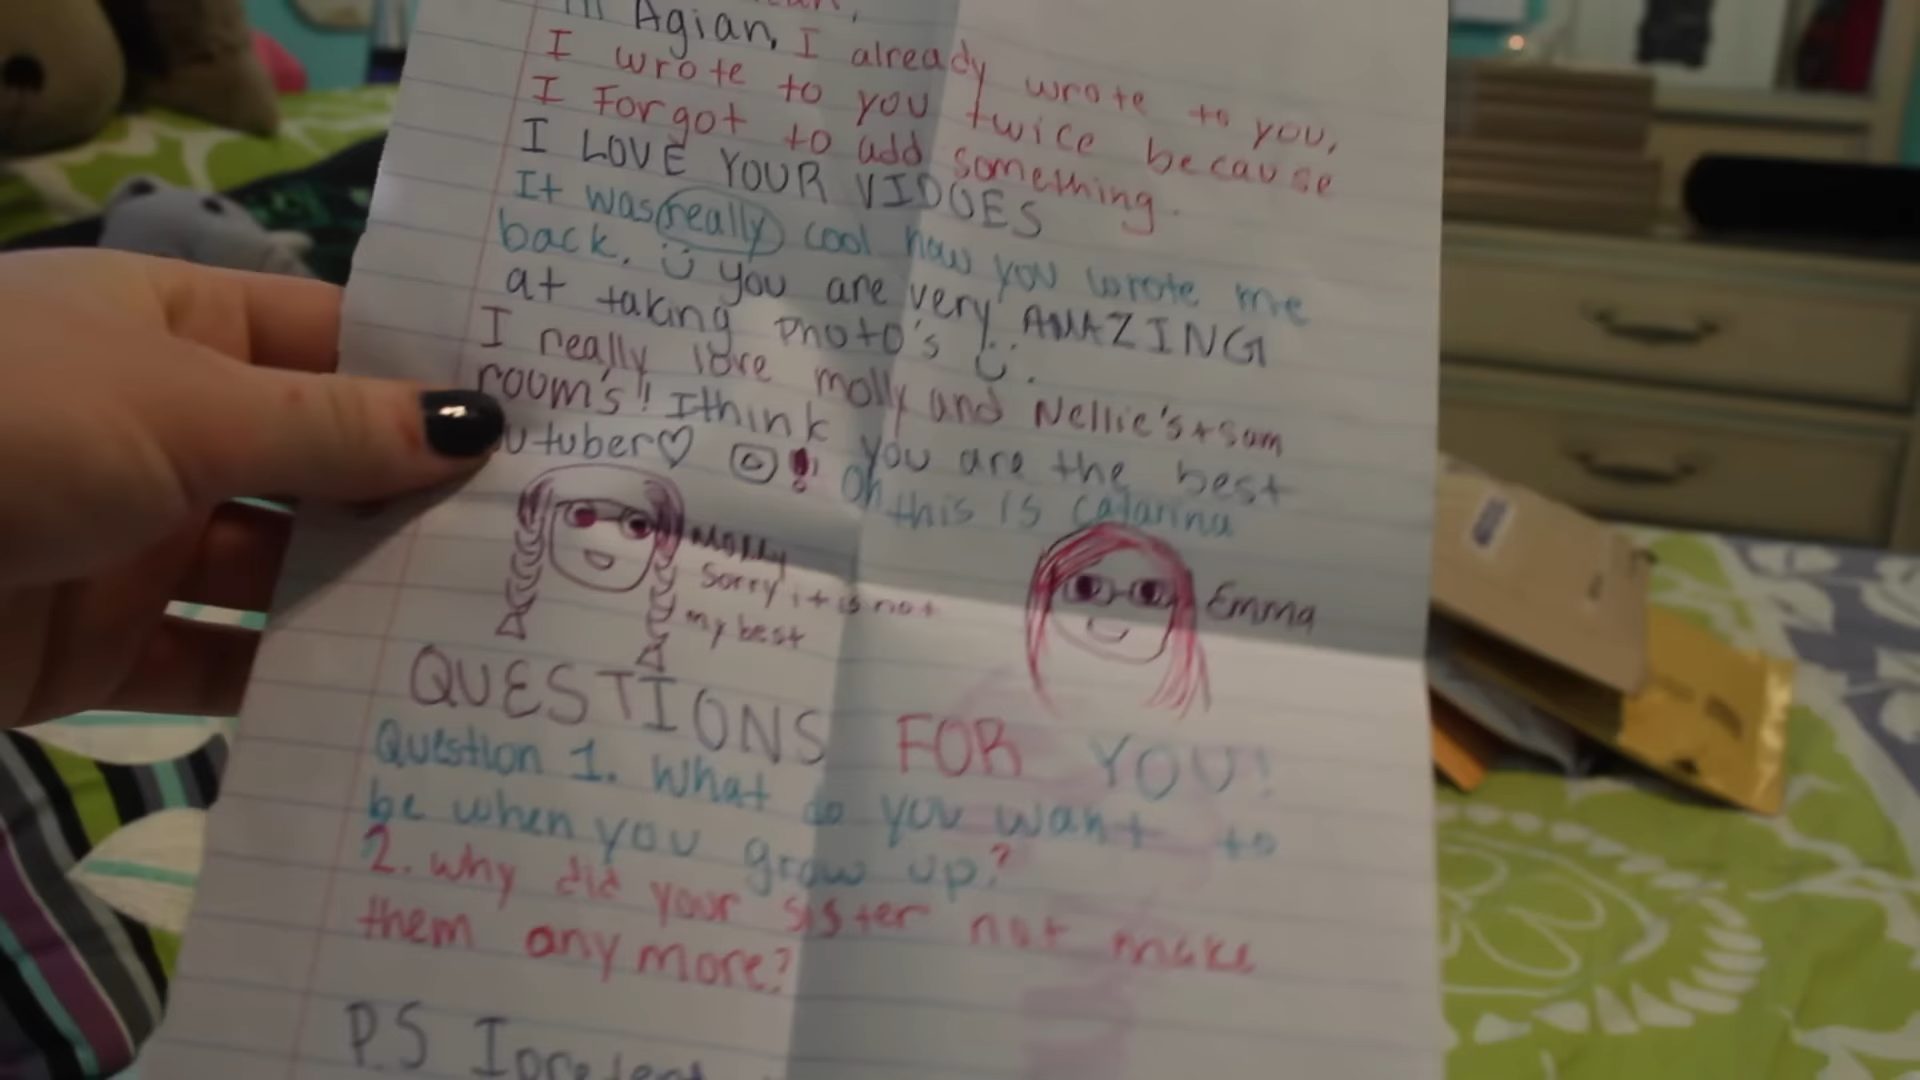 Hi Agian, I already wrote to you,
I wrote to you twice because
I Forgot to add something.
I LOVE YOUR VIDOES
It was really cool how you wrote me
back. you are very AMAZING
at taking photo's
I really love molly and Nellie's + Sam
room's!! I think you are the best
utuber♡ oh this is catarina
Molly
Sorry, it is not
my best
Emma
QUESTIONS FOR YOU!
Question 1. What do you want to
be when you grow up?
2. Why did your sister not make
them any more?
P.S I